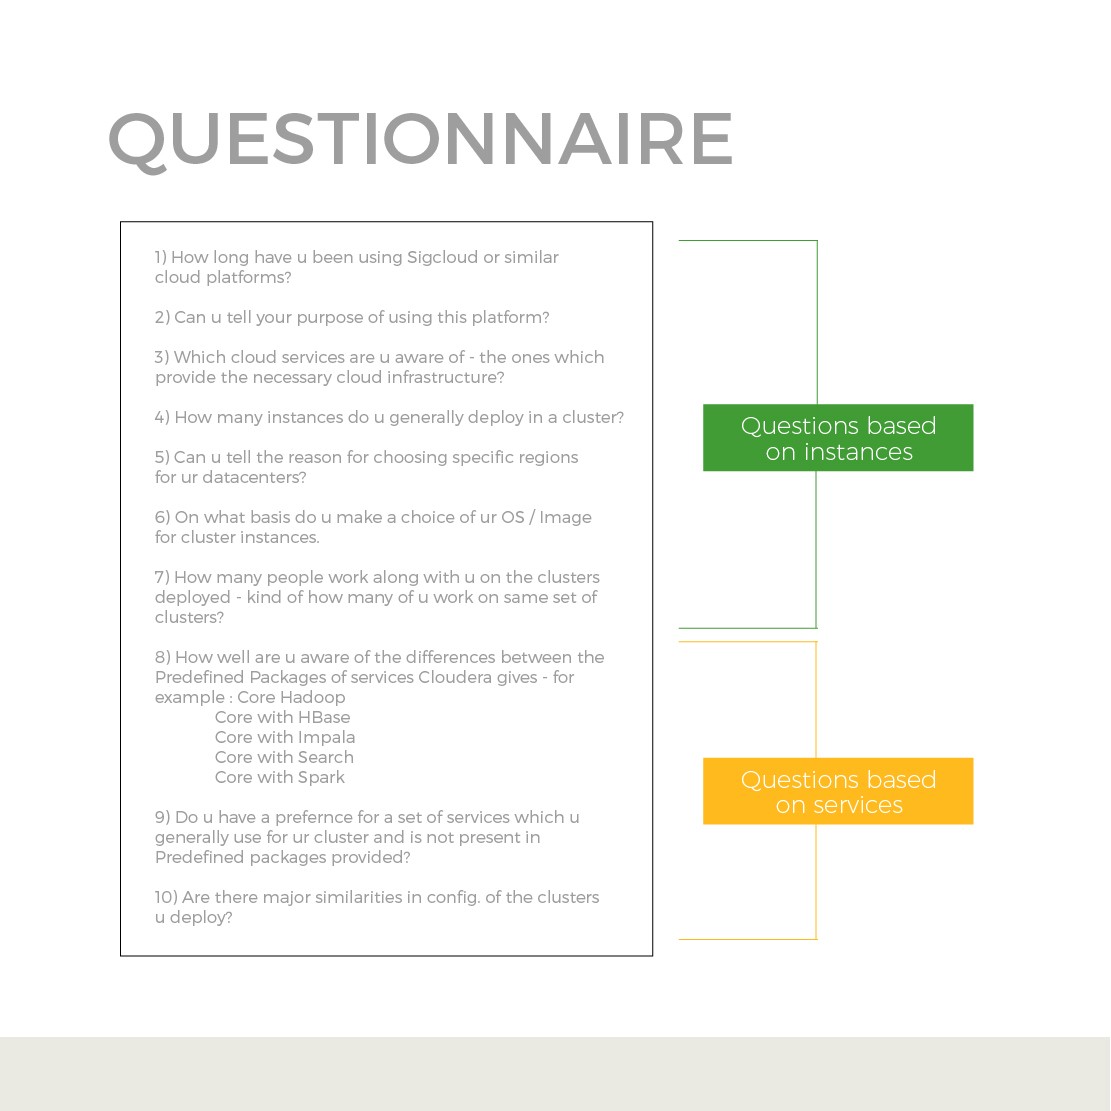 QUESTIONNAIRE
1) How long have u been using Sigcloud or similar
cloud platforms?
2) Can u tell your purpose of using this platform?
3) Which cloud services are u aware of - the ones which
provide the necessary cloud infrastructure?
4) How many instances do u generally deploy in a cluster?
5) Can u tell the reason for choosing specific regions
for ur datacenters?
6) On what basis do u make a choice of ur OS / Image
for cluster instances.
7) How many people work along with u on the clusters
deployed - kind of how many of u work on same set of
clusters?
8) How well are u aware of the differences between the
Predefined Packages of services Cloudera gives - for
example : Core Hadoop
Core with HBase
Core with Impala
Core with Search
Core with Spark
9) Do u have a prefernce for a set of services which u
generally use for ur cluster and is not present in
Predefined packages provided?
10) Are there major similarities in config. of the clusters
u deploy?
Questions based
on instances
Questions based
on services